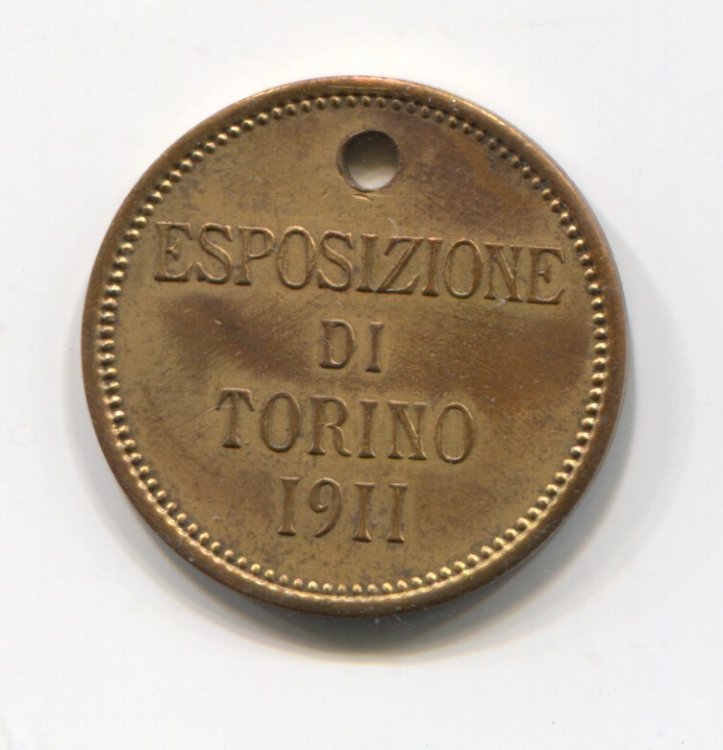 ESPOSIZIONE
DI
TORINO
1911